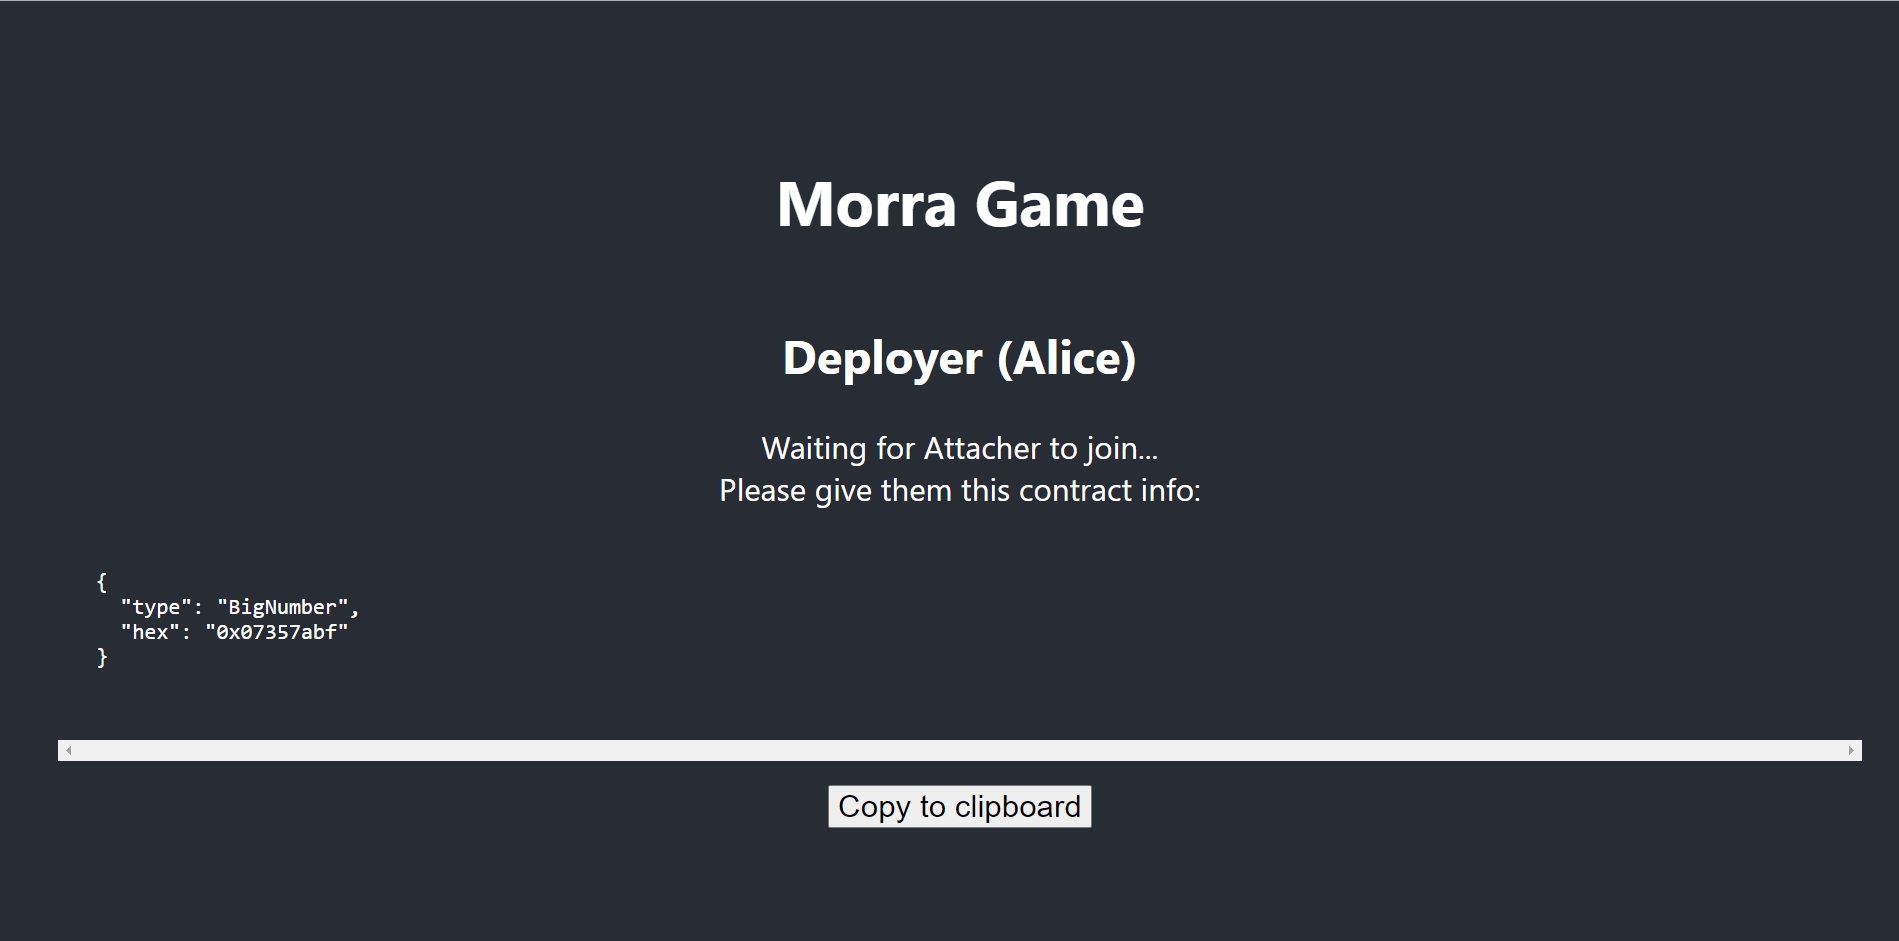 Morra Game
Deployer (Alice)
Waiting for Attacher to join...
Please give them this contract info:
{
  "type": "BigNumber",
  "hex": "0x07357abf"
}
Copy to clipboard